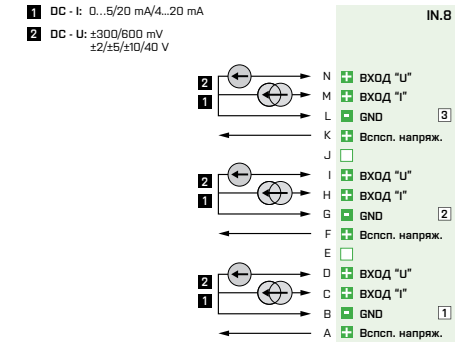 1 DC - I: 0...5/20 mA/4...20 mA
IN.8
2 DC - U: ±300/600 mV
±2/±5/±10/40 V
N ВХОД "U"
2
M ВХОД "I"
1
L GND 3
K Вспсп. напряж.
J
I ВХОД "U"
2
H ВХОД "I"
1
G GND 2
F Вспсп. напряж.
E
D ВХОД "U"
2
C ВХОД "I"
1
B GND 1
A Вспсп. напряж.